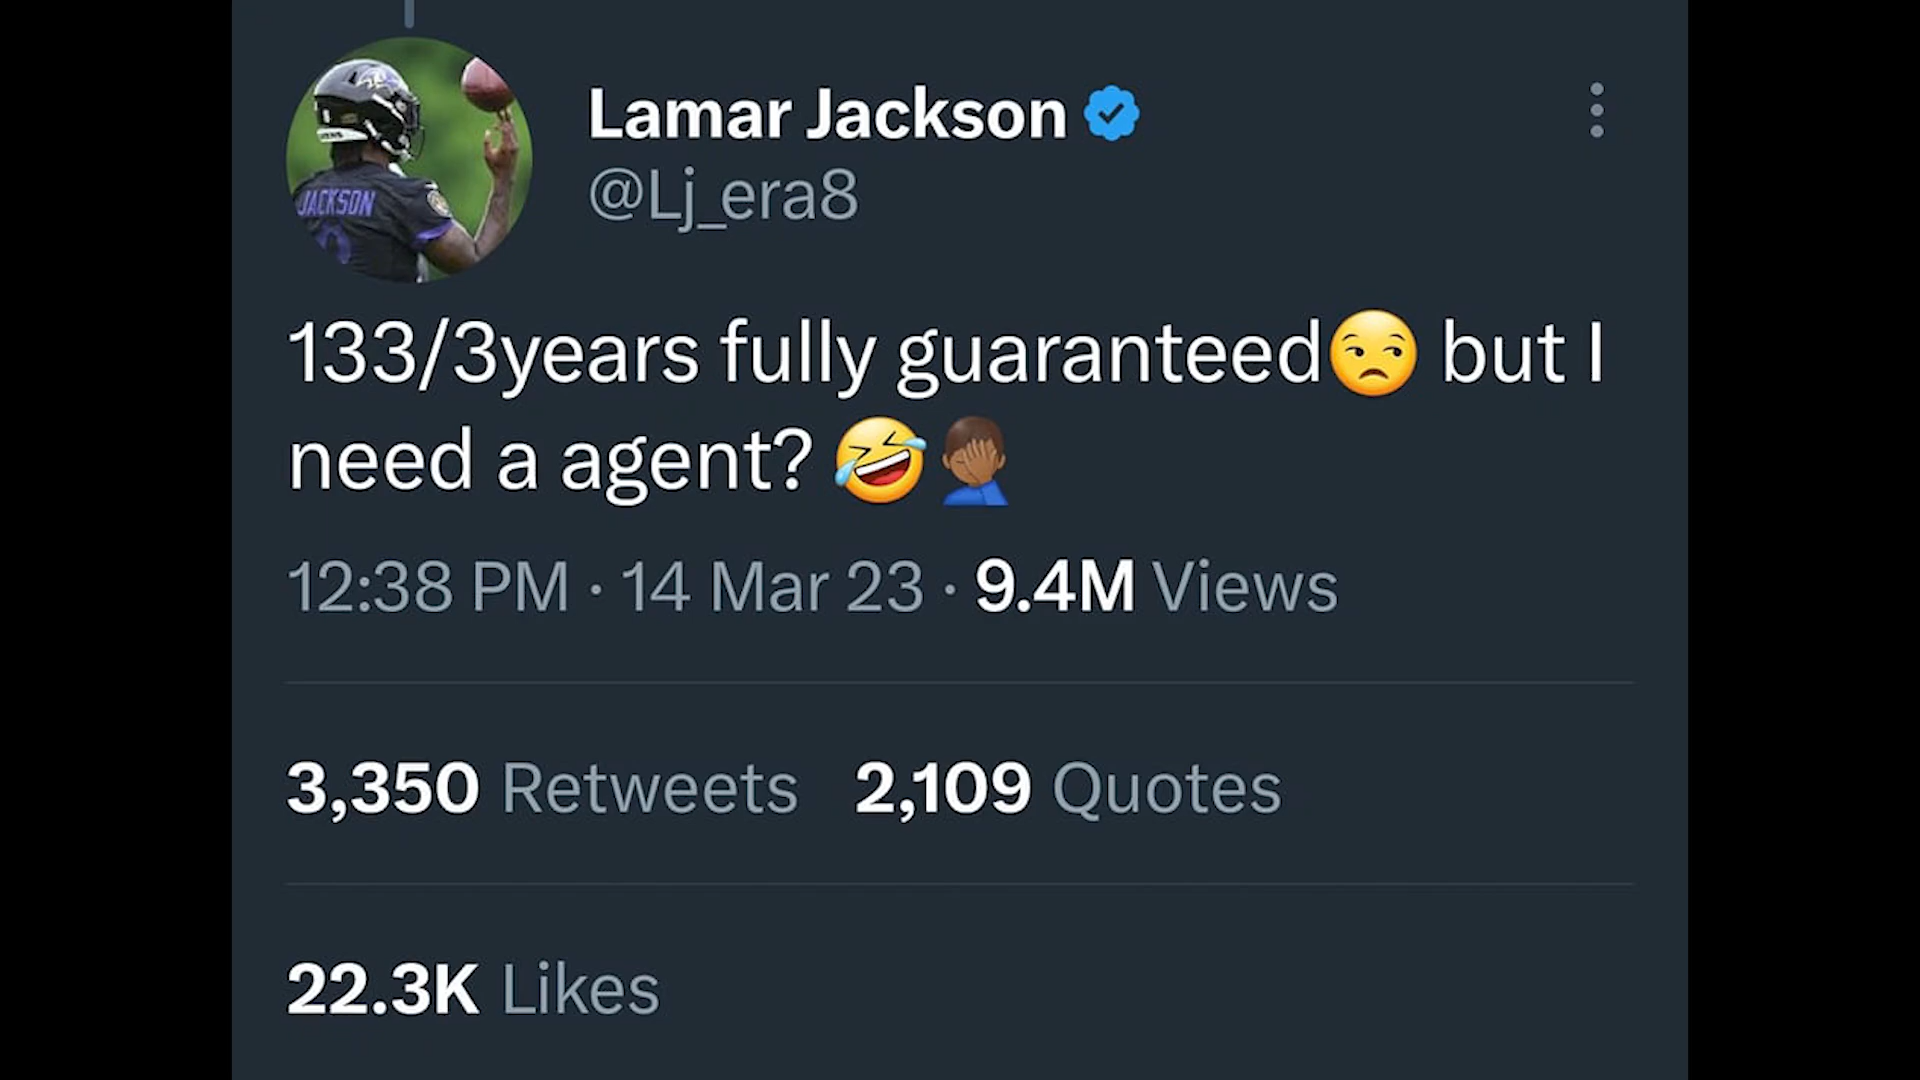 Lamar Jackson
@Lj_era8
JACKSON
133/3years fully guaranteed😒 but I
need a agent? 🤣🤦🏾‍♂️
12:38 PM · 14 Mar 23 · 9.4M Views
3,350 Retweets 2,109 Quotes
22.3K Likes